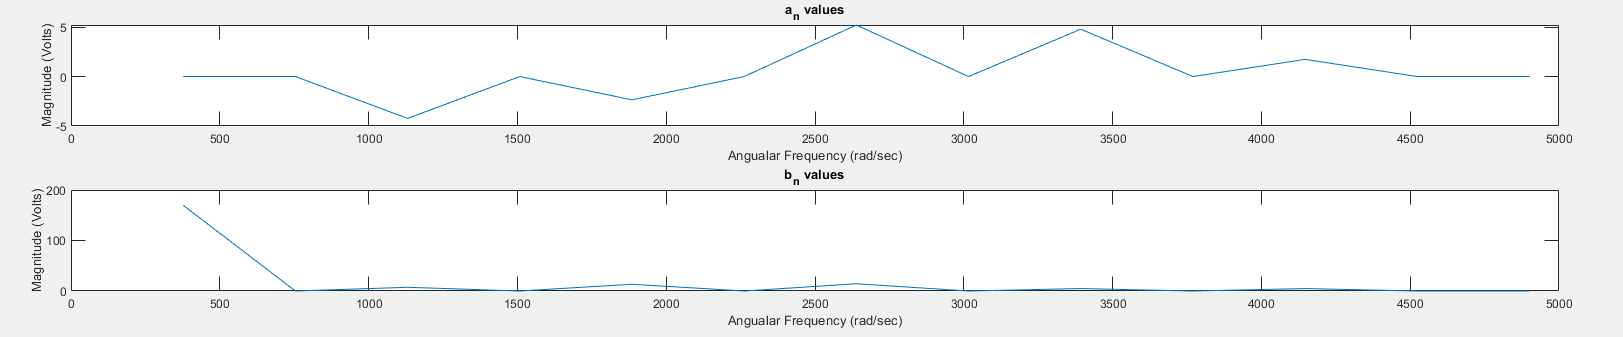 a_n values
Magnitude (Volts)
5
0
-5
0 500 1000 1500 2000 2500 3000 3500 4000 4500 5000
Angualar Frequency (rad/sec)
b_n values
Magnitude (Volts)
200
100
0
0 500 1000 1500 2000 2500 3000 3500 4000 4500 5000
Angualar Frequency (rad/sec)